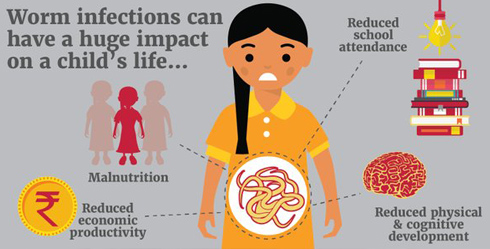 Worm infections can
have a huge impact
on a child's life...
Reduced
school
attendance
Malnutrition
₹
Reduced
economic
productivity
Reduced physical
& cognitive
development